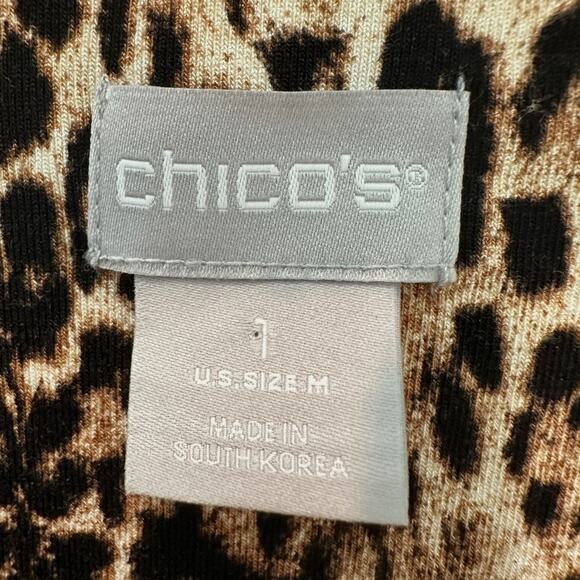 chico's®
1
U.S. SIZE M
MADE IN
SOUTH KOREA